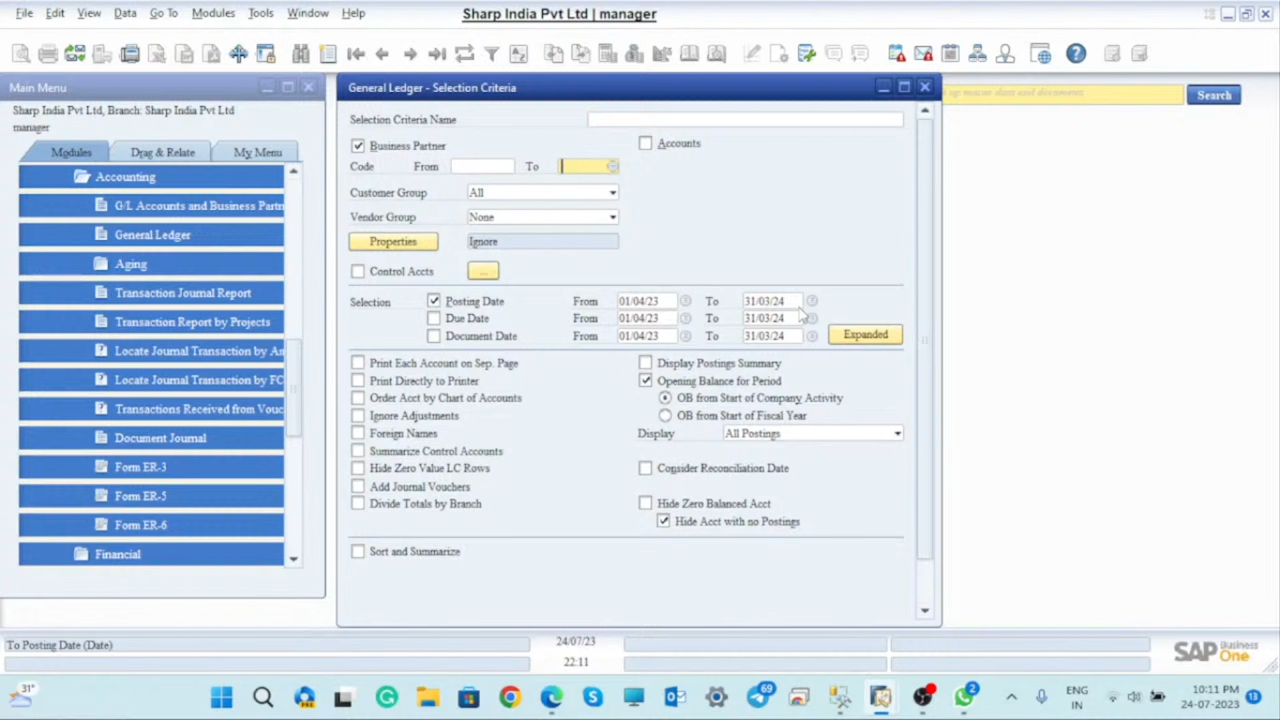 File Edit View Data Go To Modules Tools Window Help Sharp India Pvt Ltd | manager
Main Menu
Sharp India Pvt Ltd, Branch: Sharp India Pvt Ltd
manager
Modules Drag & Relate My Menu
Accounting
G/L Accounts and Business Partn
General Ledger
Aging
Transaction Journal Report
Transaction Report by Projects
Locate Journal Transaction by An
Locate Journal Transaction by FC
Transactions Received from Vouc
Document Journal
Form ER-3
Form ER-5
Form ER-6
Financial
General Ledger - Selection Criteria
Selection Criteria Name
Business Partner Accounts
Code From To
Customer Group All
Vendor Group None
Properties Ignore
Control Accts ...
Selection Posting Date From 01/04/23 To 31/03/24
Due Date From 01/04/23 To 31/03/24
Document Date From 01/04/23 To 31/03/24 Expanded
Print Each Account on Sep. Page Display Postings Summary
Print Directly to Printer Opening Balance for Period
Order Acct by Chart of Accounts OB from Start of Company Activity
Ignore Adjustments OB from Start of Fiscal Year
Foreign Names Display All Postings
Summarize Control Accounts
Hide Zero Value LC Rows Consider Reconciliation Date
Add Journal Vouchers
Divide Totals by Branch Hide Zero Balanced Acct
Hide Acct with no Postings
Sort and Summarize
up master data and documents Search
To Posting Date (Date) 24/07/23
22:11
SAP Business One
31° PRE 69 2 ENG IN 10:11 PM 24-07-2023 13